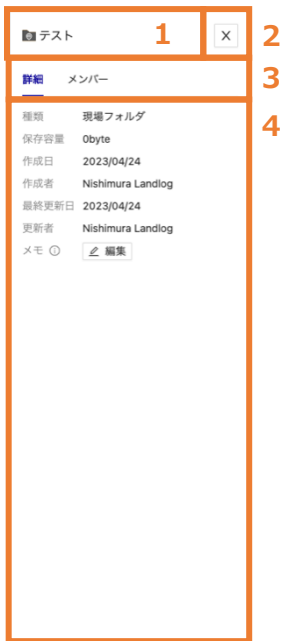 テスト 1 X 2
詳細 メンバー 3
4
種類 現場フォルダ
保存容量 0byte
作成日 2023/04/24
作成者 Nishimura Landlog
最終更新日 2023/04/24
更新者 Nishimura Landlog
メモ 編集